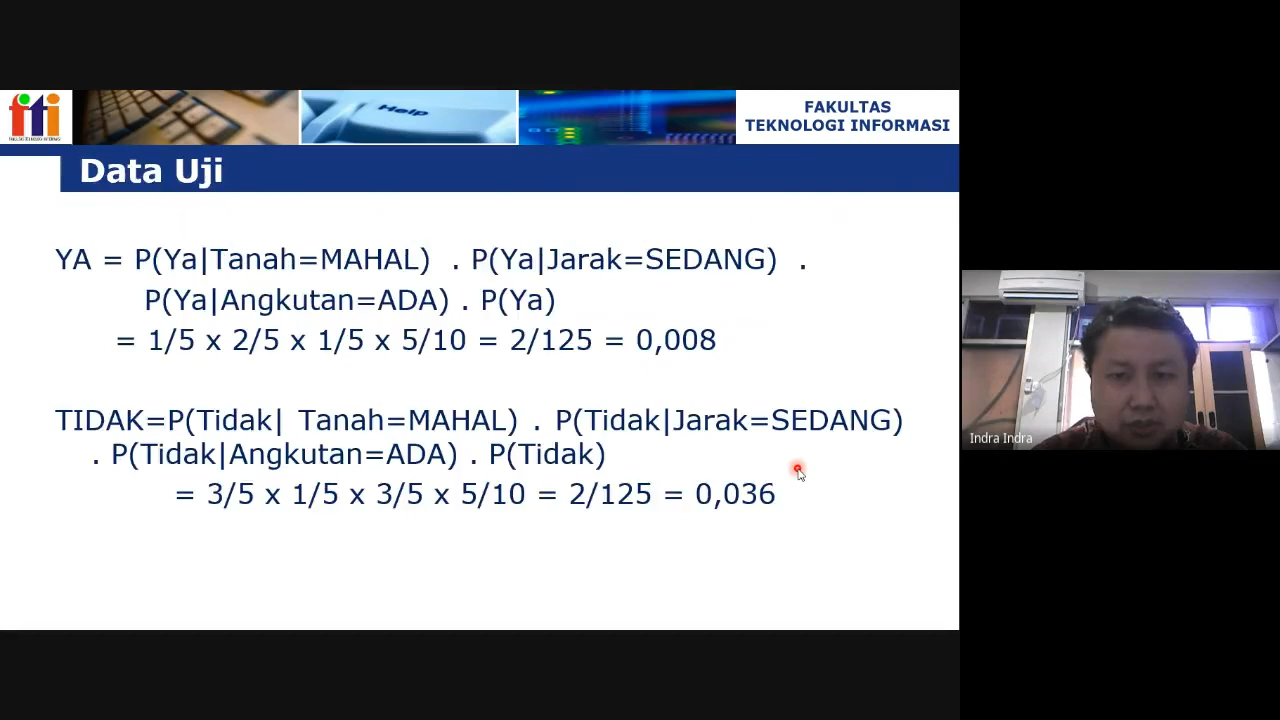 fti
Help
FAKULTAS
TEKNOLOGI INFORMASI
Data Uji
YA = P(Ya|Tanah=MAHAL) . P(Ya|Jarak=SEDANG) .
P(Ya|Angkutan=ADA) . P(Ya)
= 1/5 x 2/5 x 1/5 x 5/10 = 2/125 = 0,008
TIDAK=P(Tidak| Tanah=MAHAL) . P(Tidak|Jarak=SEDANG)
. P(Tidak|Angkutan=ADA) . P(Tidak)
= 3/5 x 1/5 x 3/5 x 5/10 = 2/125 = 0,036
Indra Indra